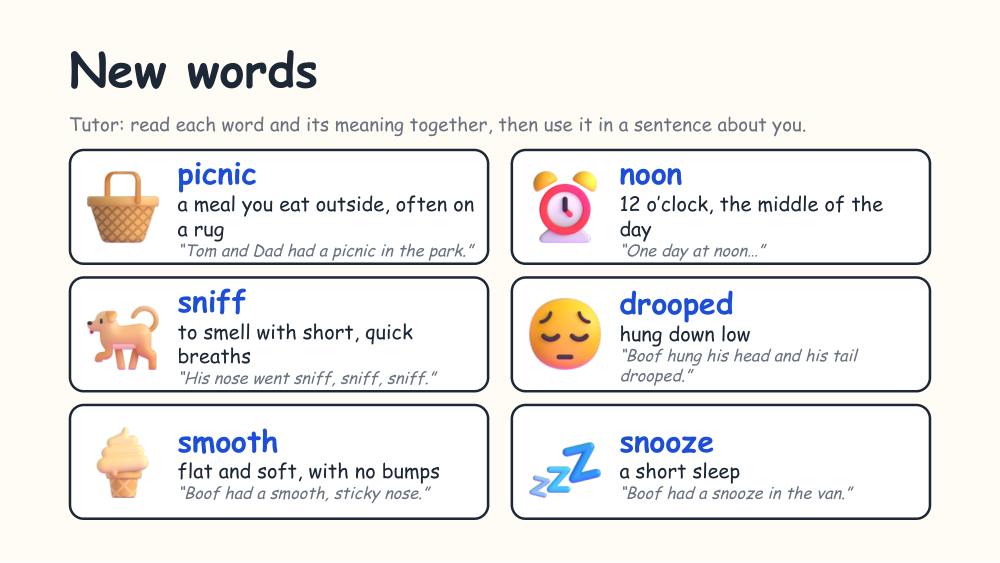 New words
Tutor: read each word and its meaning together, then use it in a sentence about you.
picnic
a meal you eat outside, often on
a rug
“Tom and Dad had a picnic in the park.”
noon
12 o’clock, the middle of the
day
“One day at noon…”
sniff
to smell with short, quick
breaths
“His nose went sniff, sniff, sniff.”
drooped
hung down low
“Boof hung his head and his tail
drooped.”
smooth
flat and soft, with no bumps
“Boof had a smooth, sticky nose.”
snooze
a short sleep
“Boof had a snooze in the van.”